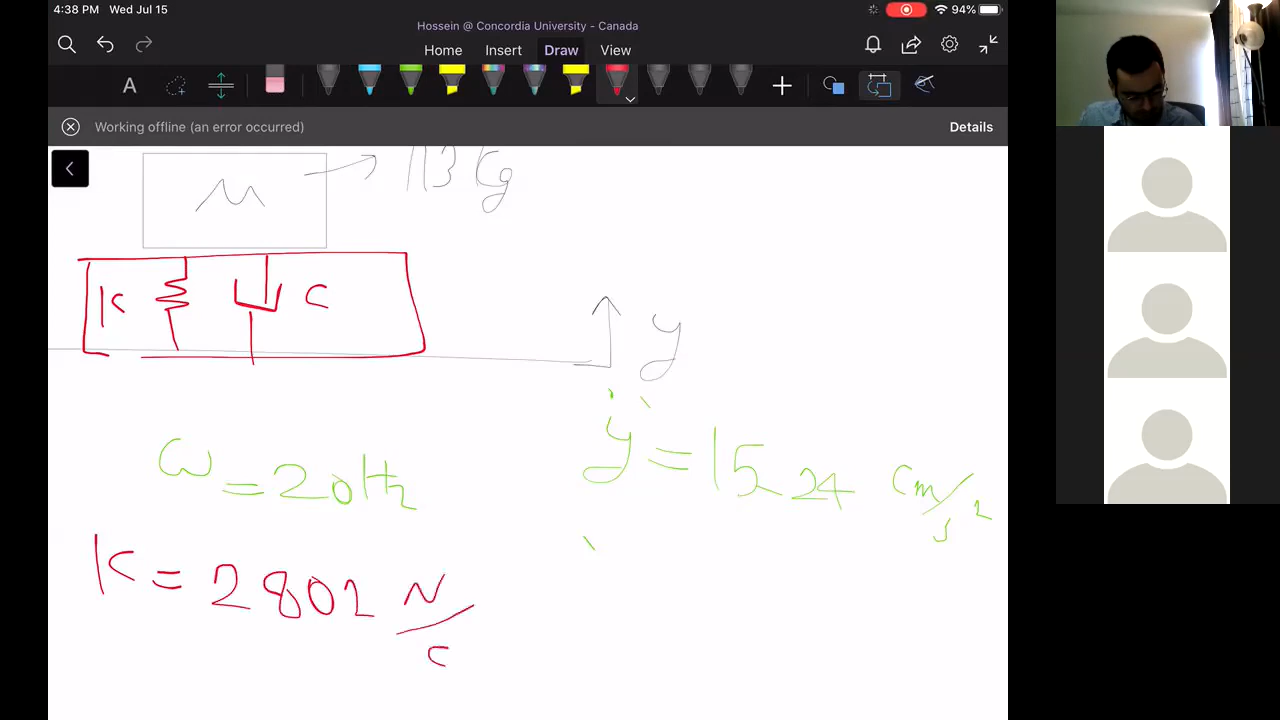 4:38 PM Wed Jul 15
94%
Hossein @ Concordia University - Canada
Home Insert Draw View
A
Working offline (an error occurred) Details
M 113 kg
K C
y
ω = 20 Hz
ÿ = 15.24 cm/s²
K = 2802 N/c